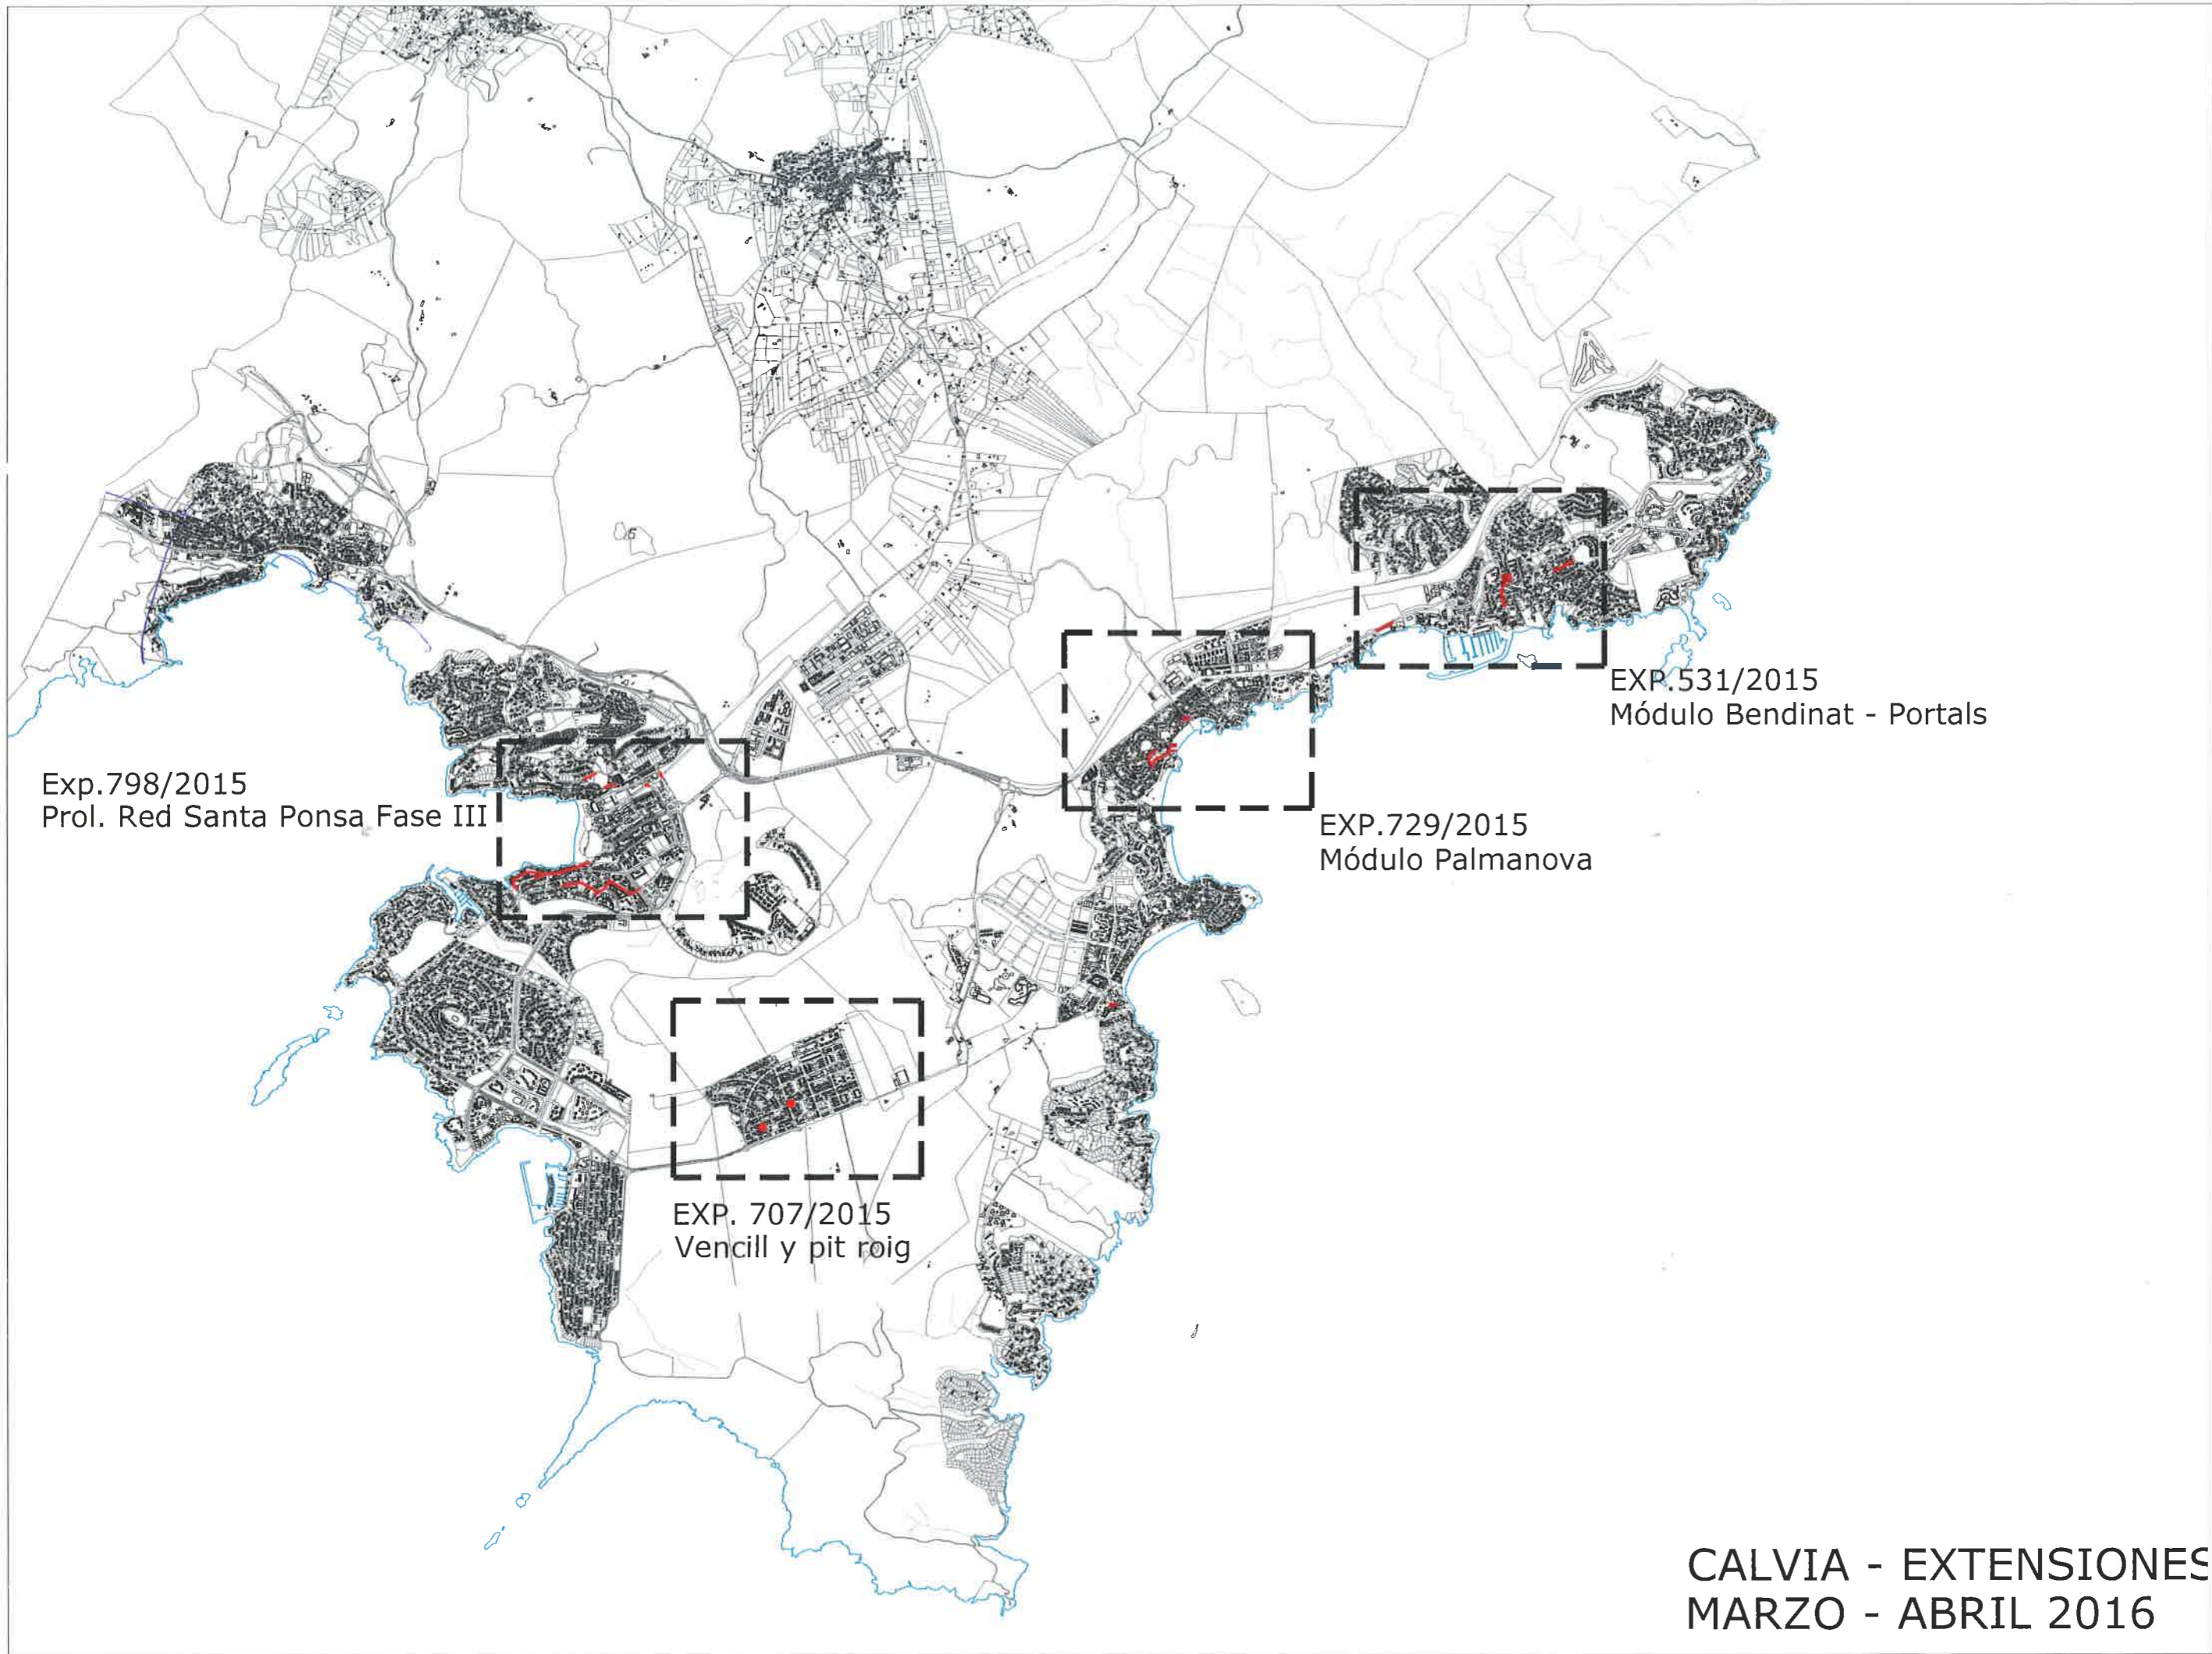 EXP.531/2015
Módulo Bendinat - Portals
Exp.798/2015
Prol. Red Santa Ponsa Fase III
EXP.729/2015
Módulo Palmanova
EXP. 707/2015
Vencill y pit roig
CALVIA - EXTENSIONES
MARZO - ABRIL 2016